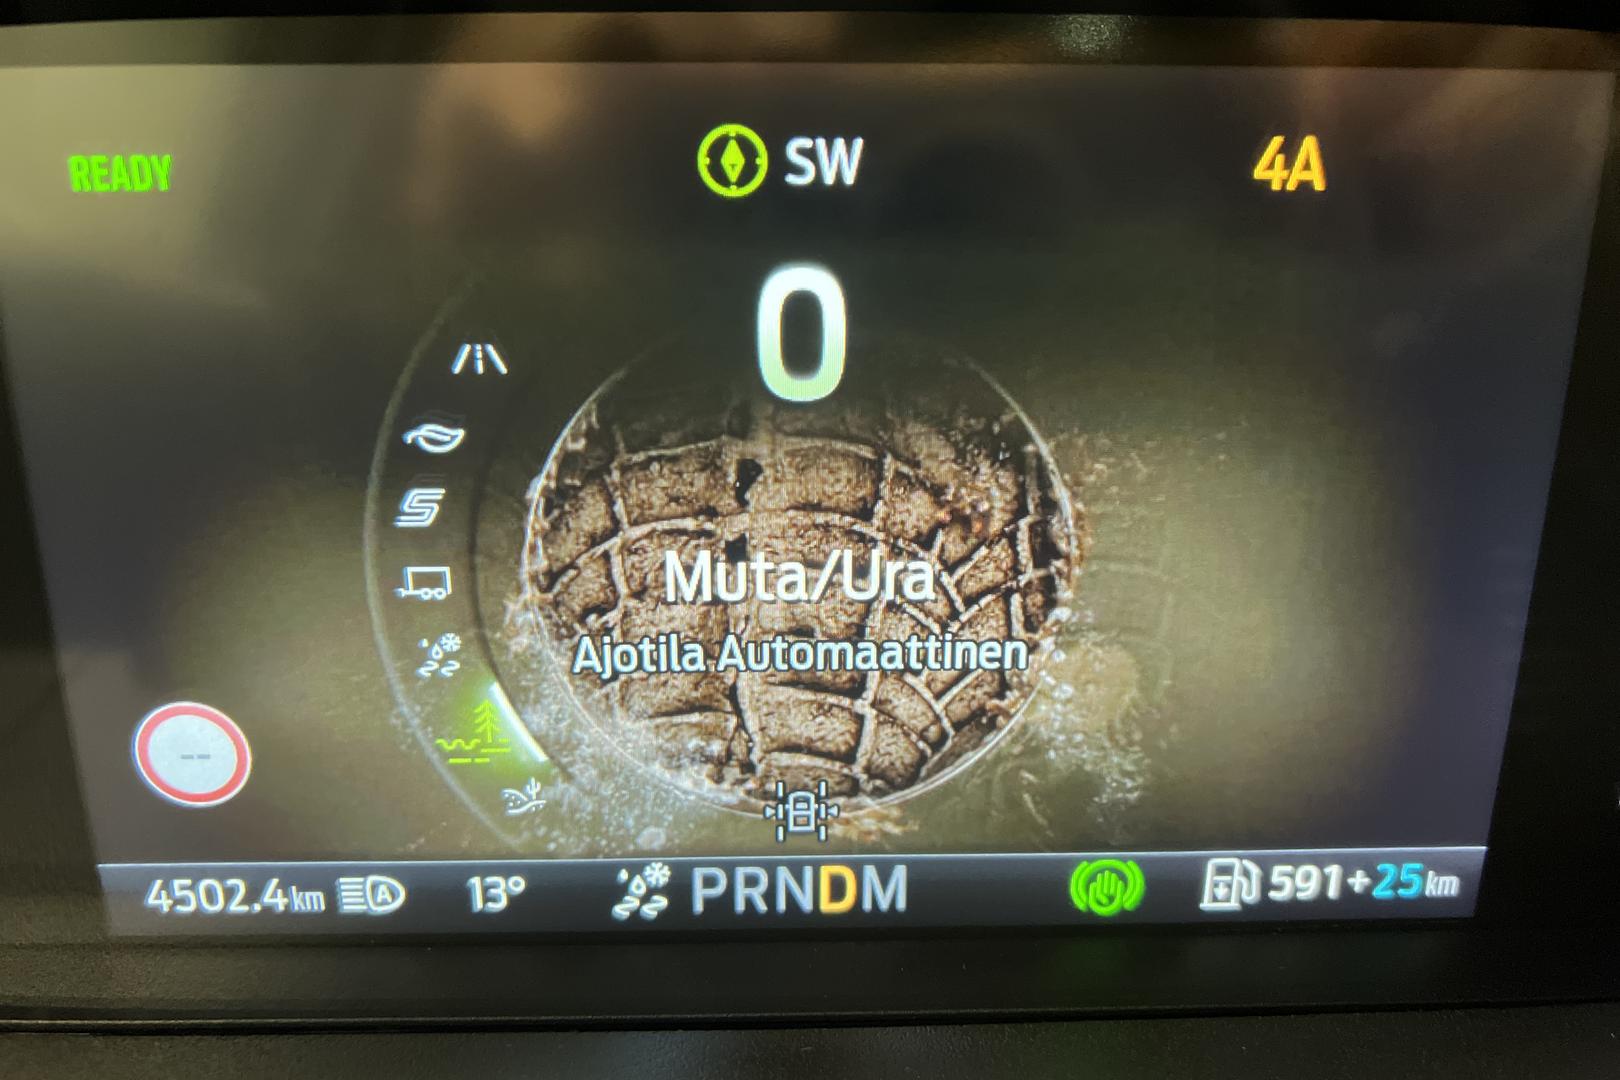 READY
SW
4A
0
Muta/Ura
Ajotila Automaattinen
--
4502.4km
A
13°
PRNDM
591+25km